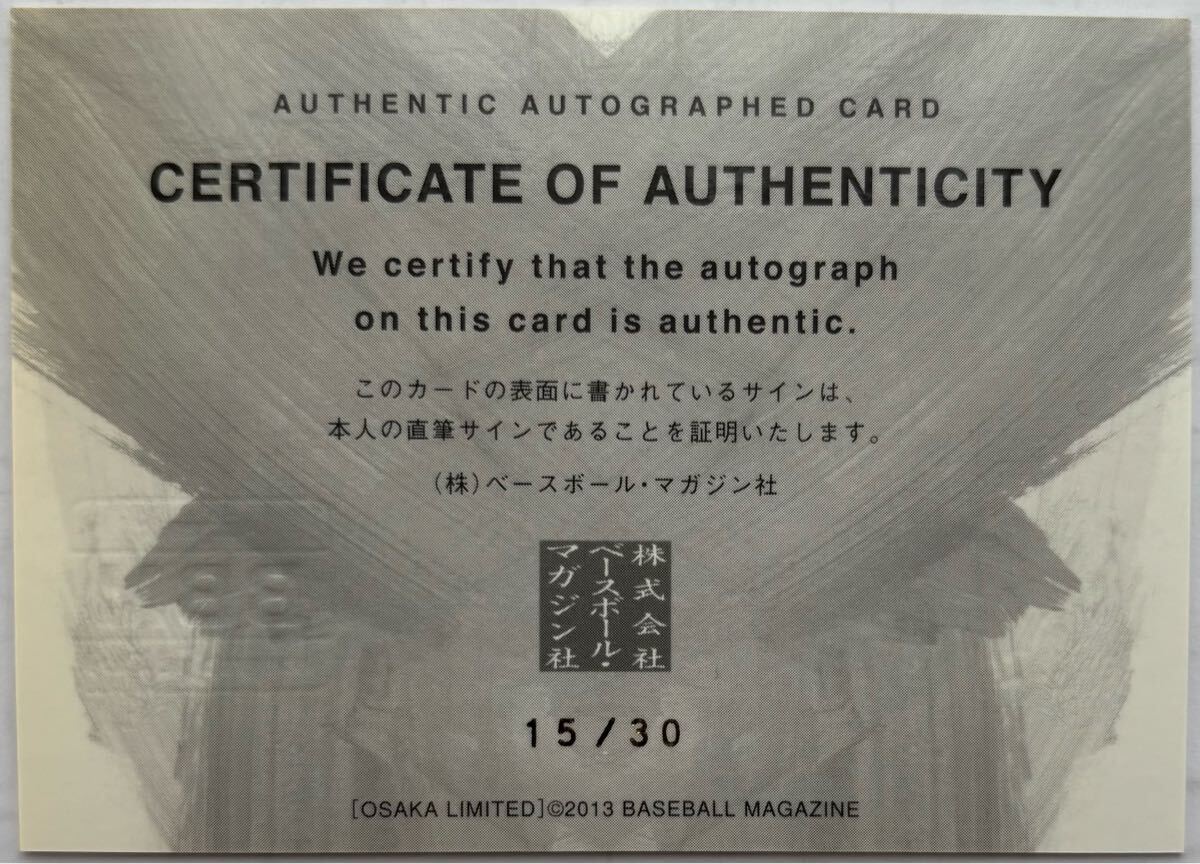 AUTHENTIC AUTOGRAPHED CARD
CERTIFICATE OF AUTHENTICITY
We certify that the autograph
on this card is authentic.
このカードの表面に書かれているサインは、
本人の直筆サインであることを証明いたします。
(株)ベースボール・マガジン社
株式会社
ベースボール・
マガジン社
15/30
[OSAKA LIMITED]©2013 BASEBALL MAGAZINE